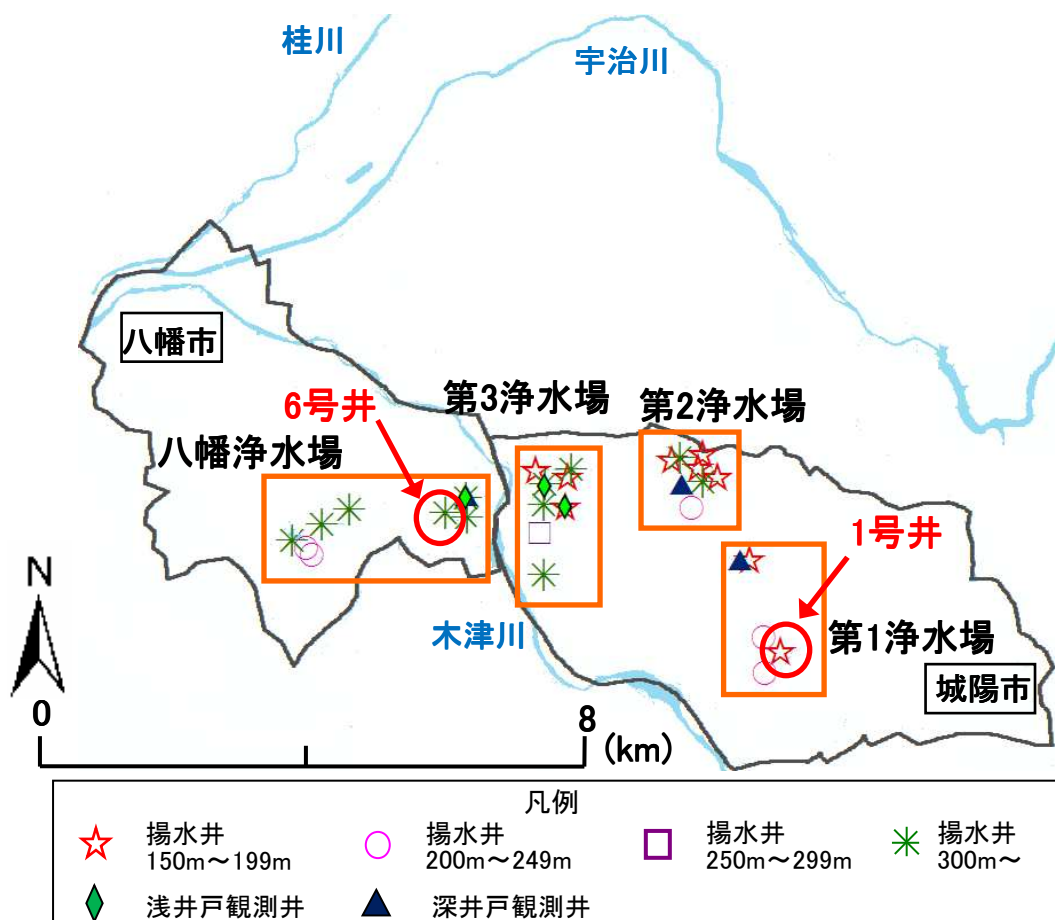 桂川
宇治川
八幡市
6号井
第3浄水場
第2浄水場
八幡浄水場
1号井
N
木津川
第1浄水場
城陽市
0
8
(km)
凡例
揚水井
150m～199m
揚水井
200m～249m
揚水井
250m～299m
揚水井
300m～
浅井戸観測井
深井戸観測井